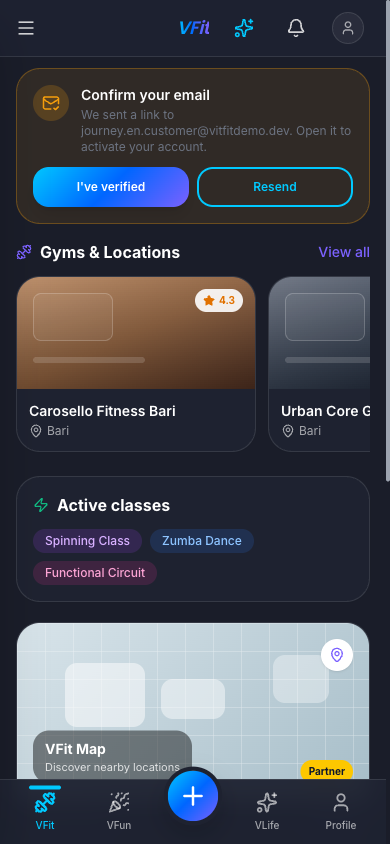 VFit
Confirm your email
We sent a link to
journey.en.customer@vitfitdemo.dev. Open it to
activate your account.
I've verified
Resend
Gyms & Locations
View all
4.3
Carosello Fitness Bari
Bari
Urban Core G
Bari
Active classes
Spinning Class
Zumba Dance
Functional Circuit
VFit Map
Discover nearby locations
Partner
VFit
VFun
VLife
Profile